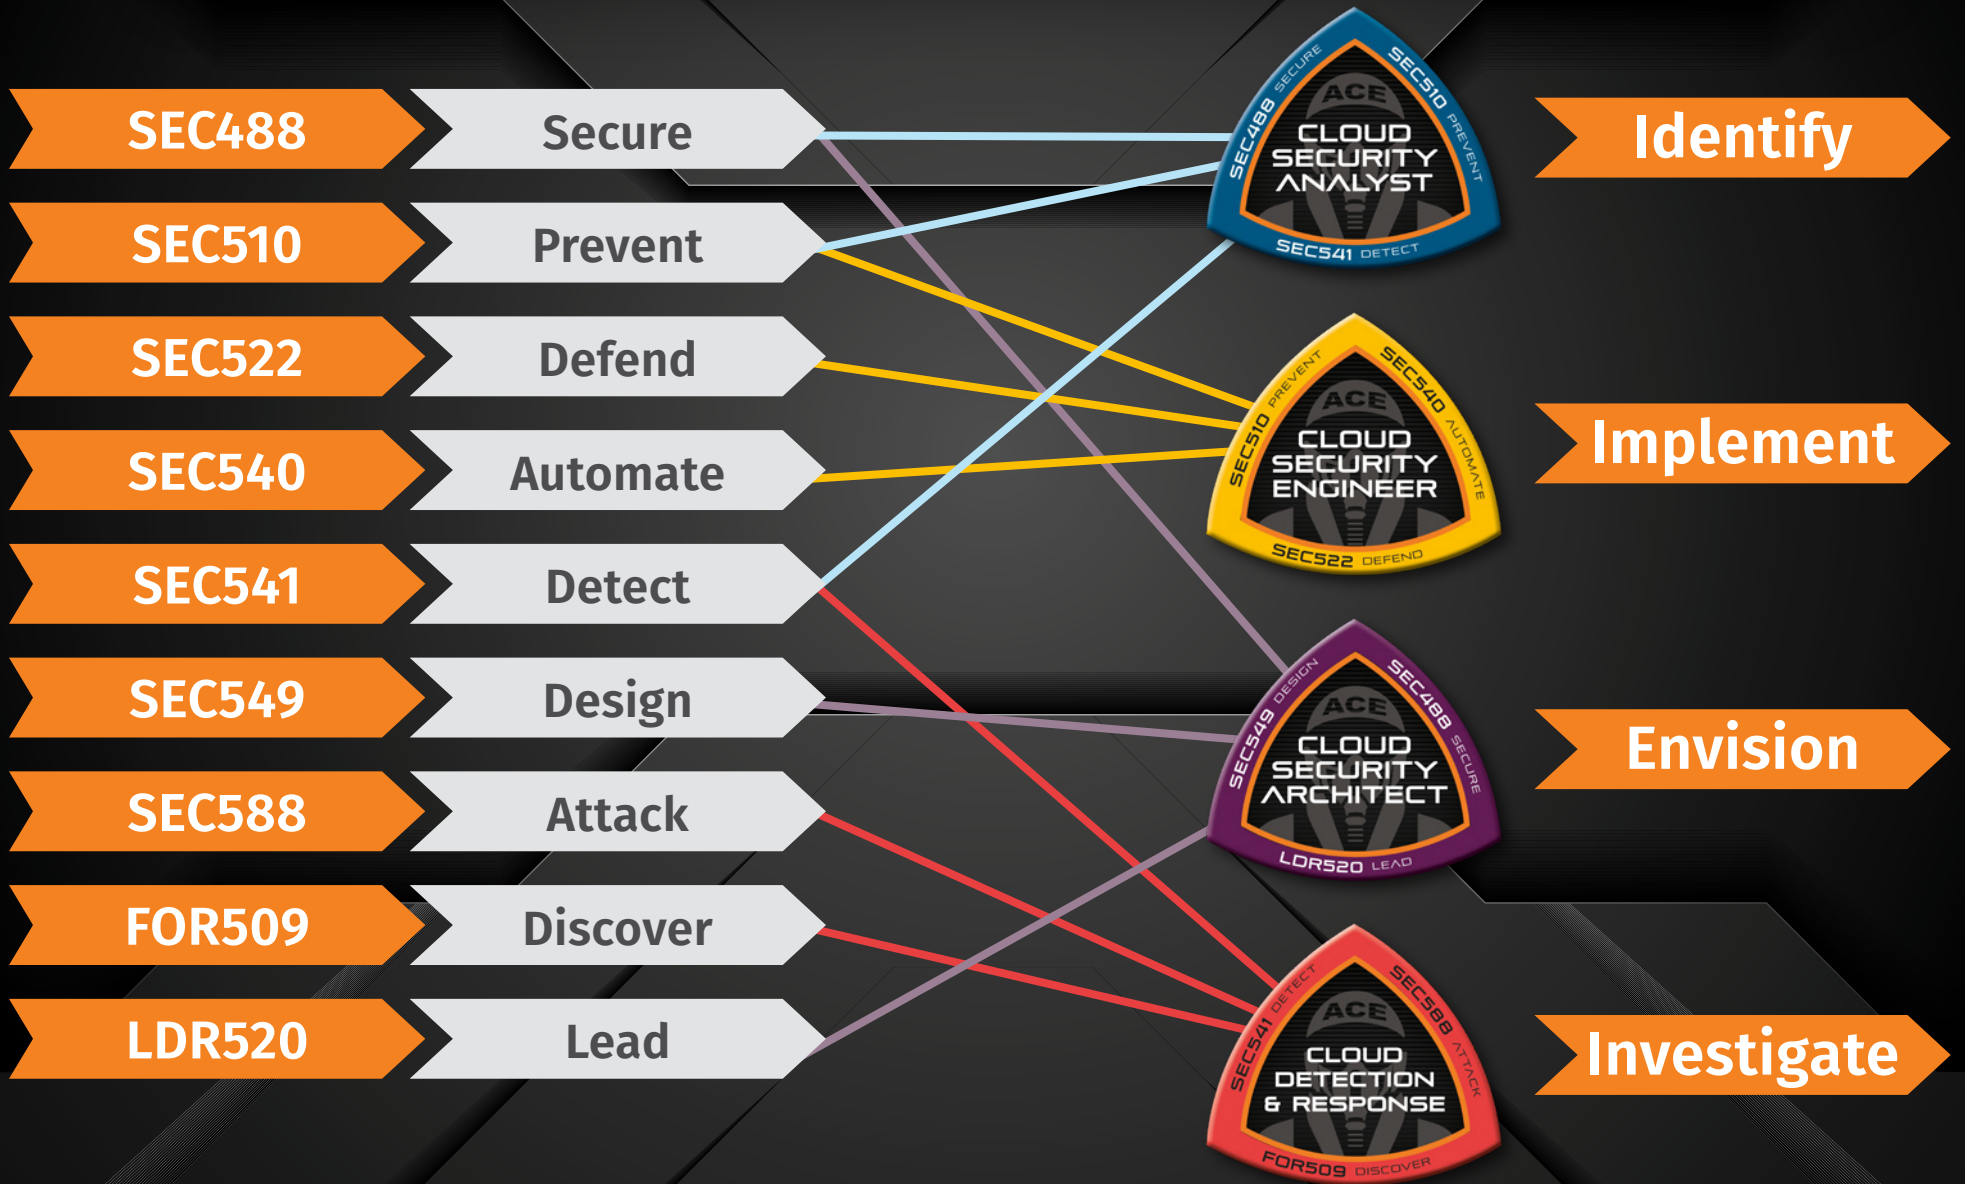 SEC488
Secure
SEC510
Prevent
SEC522
Defend
SEC540
Automate
SEC541
Detect
SEC549
Design
SEC588
Attack
FOR509
Discover
LDR520
Lead
SEC488 SECURE
SEC510 PREVENT
ACE
CLOUD
SECURITY
ANALYST
SEC541 DETECT
Identify
SEC510 PREVENT
SEC540 AUTOMATE
ACE
CLOUD
SECURITY
ENGINEER
SEC522 DEFEND
Implement
SEC549 DESIGN
SEC488 SECURE
ACE
CLOUD
SECURITY
ARCHITECT
LDR520 LEAD
Envision
SEC541 DETECT
SEC588 ATTACK
ACE
CLOUD
DETECTION
& RESPONSE
FOR509 DISCOVER
Investigate